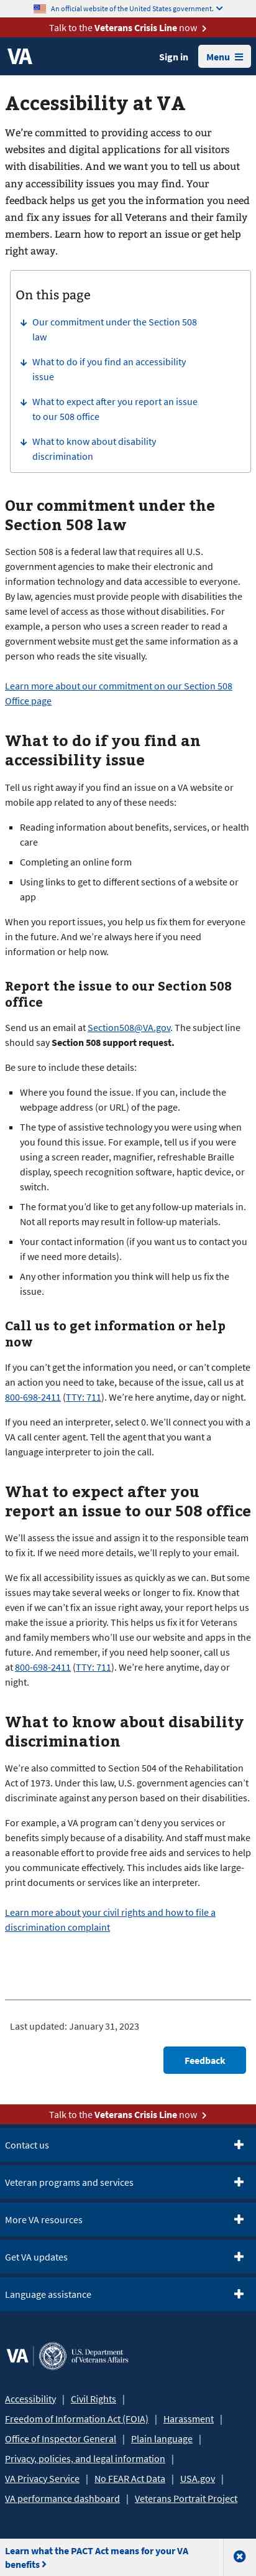 An official website of the United States government.
Talk to the Veterans Crisis Line now
VA
Sign in
Menu
Accessibility at VA
We’re committed to providing access to our
websites and digital applications for all visitors
with disabilities. And we want you to tell us about
any accessibility issues you may find. Your
feedback helps us get you the information you need
and fix any issues for all Veterans and their family
members. Learn how to report an issue or get help
right away.
On this page
Our commitment under the Section 508
law
What to do if you find an accessibility
issue
What to expect after you report an issue
to our 508 office
What to know about disability
discrimination
Our commitment under the
Section 508 law
Section 508 is a federal law that requires all U.S.
government agencies to make their electronic and
information technology and data accessible to everyone.
By law, agencies must provide people with disabilities the
same level of access as those without disabilities. For
example, a person who uses a screen reader to read a
government website must get the same information as a
person who reads the site visually.
Learn more about our commitment on our Section 508
Office page
What to do if you find an
accessibility issue
Tell us right away if you find an issue on a VA website or
mobile app related to any of these needs:
Reading information about benefits, services, or health
care
Completing an online form
Using links to get to different sections of a website or
app
When you report issues, you help us fix them for everyone
in the future. And we’re always here if you need
information or help now.
Report the issue to our Section 508
office
Send us an email at Section508@VA.gov. The subject line
should say Section 508 support request.
Be sure to include these details:
Where you found the issue. If you can, include the
webpage address (or URL) of the page.
The type of assistive technology you were using when
you found this issue. For example, tell us if you were
using a screen reader, magnifier, refreshable Braille
display, speech recognition software, haptic device, or
switch.
The format you’d like to get any follow-up materials in.
Not all reports may result in follow-up materials.
Your contact information (if you want us to contact you
if we need more details).
Any other information you think will help us fix the
issue.
Call us to get information or help
now
If you can’t get the information you need, or can’t complete
an action you need to take, because of the issue, call us at
800-698-2411 (TTY: 711). We’re here anytime, day or night.
If you need an interpreter, select 0. We’ll connect you with a
VA call center agent. Tell the agent that you want a
language interpreter to join the call.
What to expect after you
report an issue to our 508 office
We’ll assess the issue and assign it to the responsible team
to fix it. If we need more details, we’ll reply to your email.
We fix all accessibility issues as quickly as we can. But some
issues may take several weeks or longer to fix. Know that
even if we can’t fix an issue right away, your report helps us
make the issue a priority. This helps us fix it for Veterans
and family members who’ll use our websites and apps in the
future. And remember, if you need help sooner, call us
at 800-698-2411 (TTY: 711). We’re here anytime, day or
night.
What to know about disability
discrimination
We’re also committed to Section 504 of the Rehabilitation
Act of 1973. Under this law, U.S. government agencies can’t
discriminate against any person based on their disabilities.
For example, a VA program can’t deny you services or
benefits simply because of a disability. And staff must make
a reasonable effort to provide free aids and services to help
you communicate effectively. This includes aids like large-
print documents or services like an interpreter.
Learn more about your civil rights and how to file a
discrimination complaint
Last updated: January 31, 2023
Feedback
Talk to the Veterans Crisis Line now
Contact us
Veteran programs and services
More VA resources
Get VA updates
Language assistance
VA
U.S. Department
of Veterans Affairs
Accessibility | Civil Rights |
Freedom of Information Act (FOIA) | Harassment |
Office of Inspector General | Plain language |
Privacy, policies, and legal information |
VA Privacy Service | No FEAR Act Data | USA.gov |
VA performance dashboard | Veterans Portrait Project
Learn what the PACT Act means for your VA
benefits